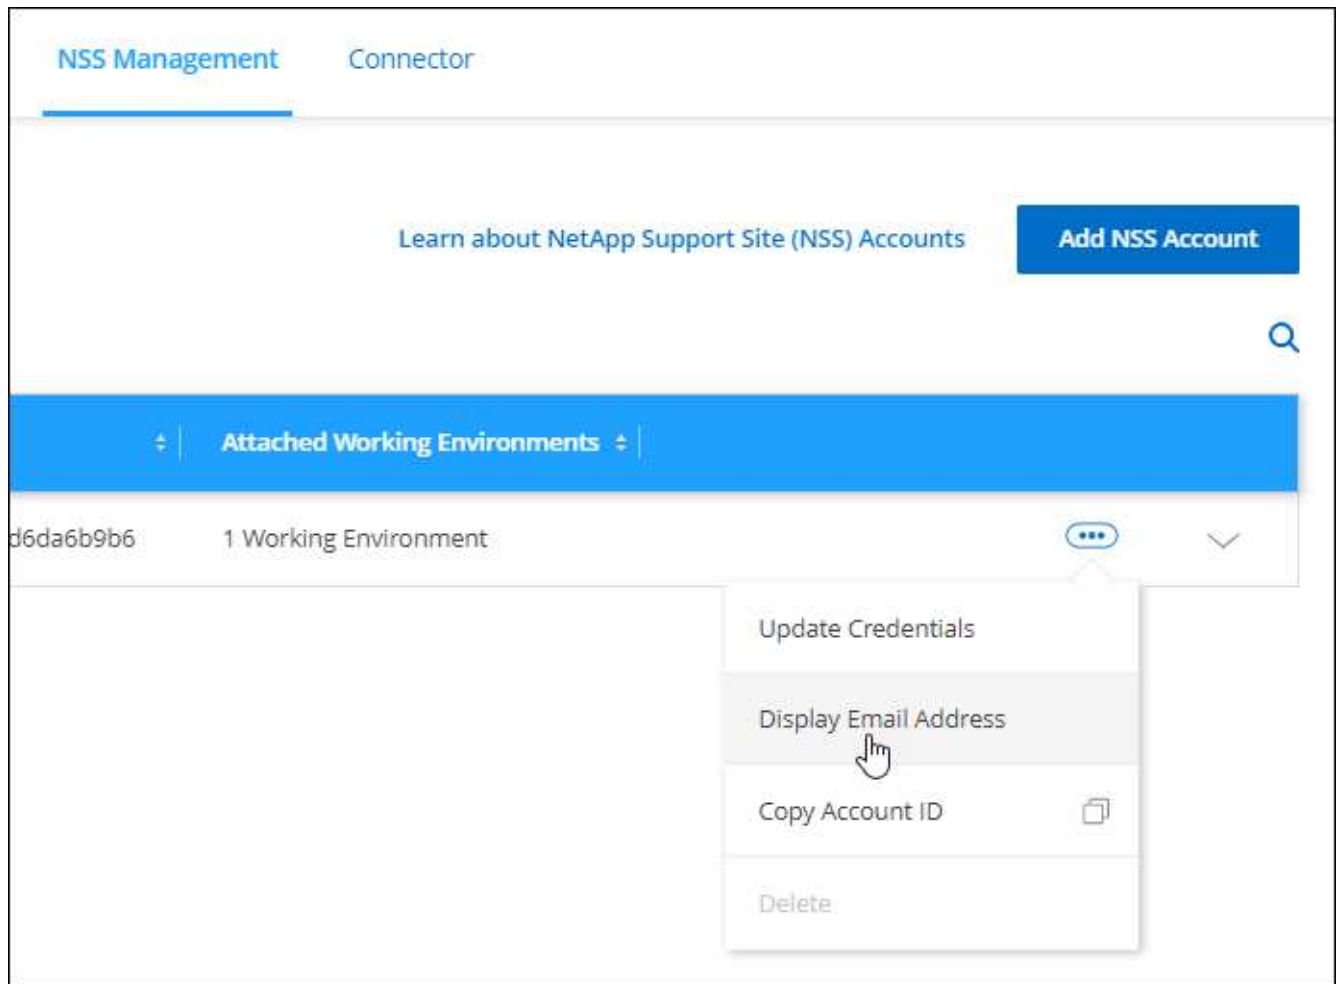 NSS Management Connector
Learn about NetApp Support Site (NSS) Accounts Add NSS Account
Attached Working Environments
d6da6b9b6 1 Working Environment
Update Credentials
Display Email Address
Copy Account ID
Delete